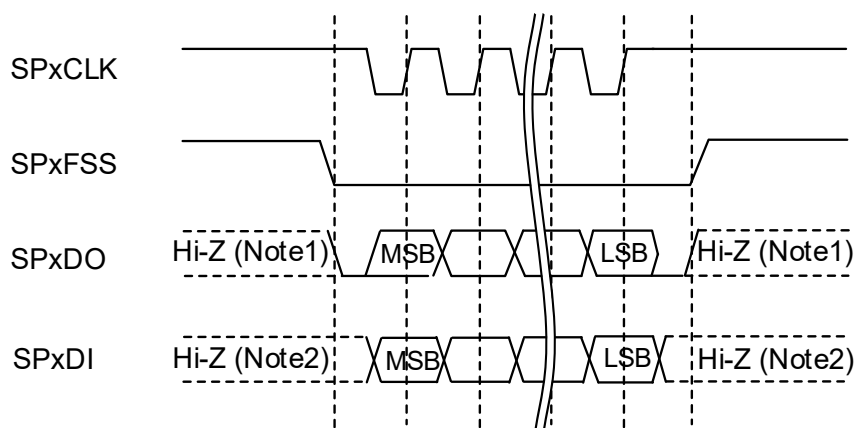 SPxCLK
SPxFSS
SPxDO Hi-Z (Note1) MSB LSB Hi-Z (Note1)
SPxDI Hi-Z (Note2) MSB LSB Hi-Z (Note2)